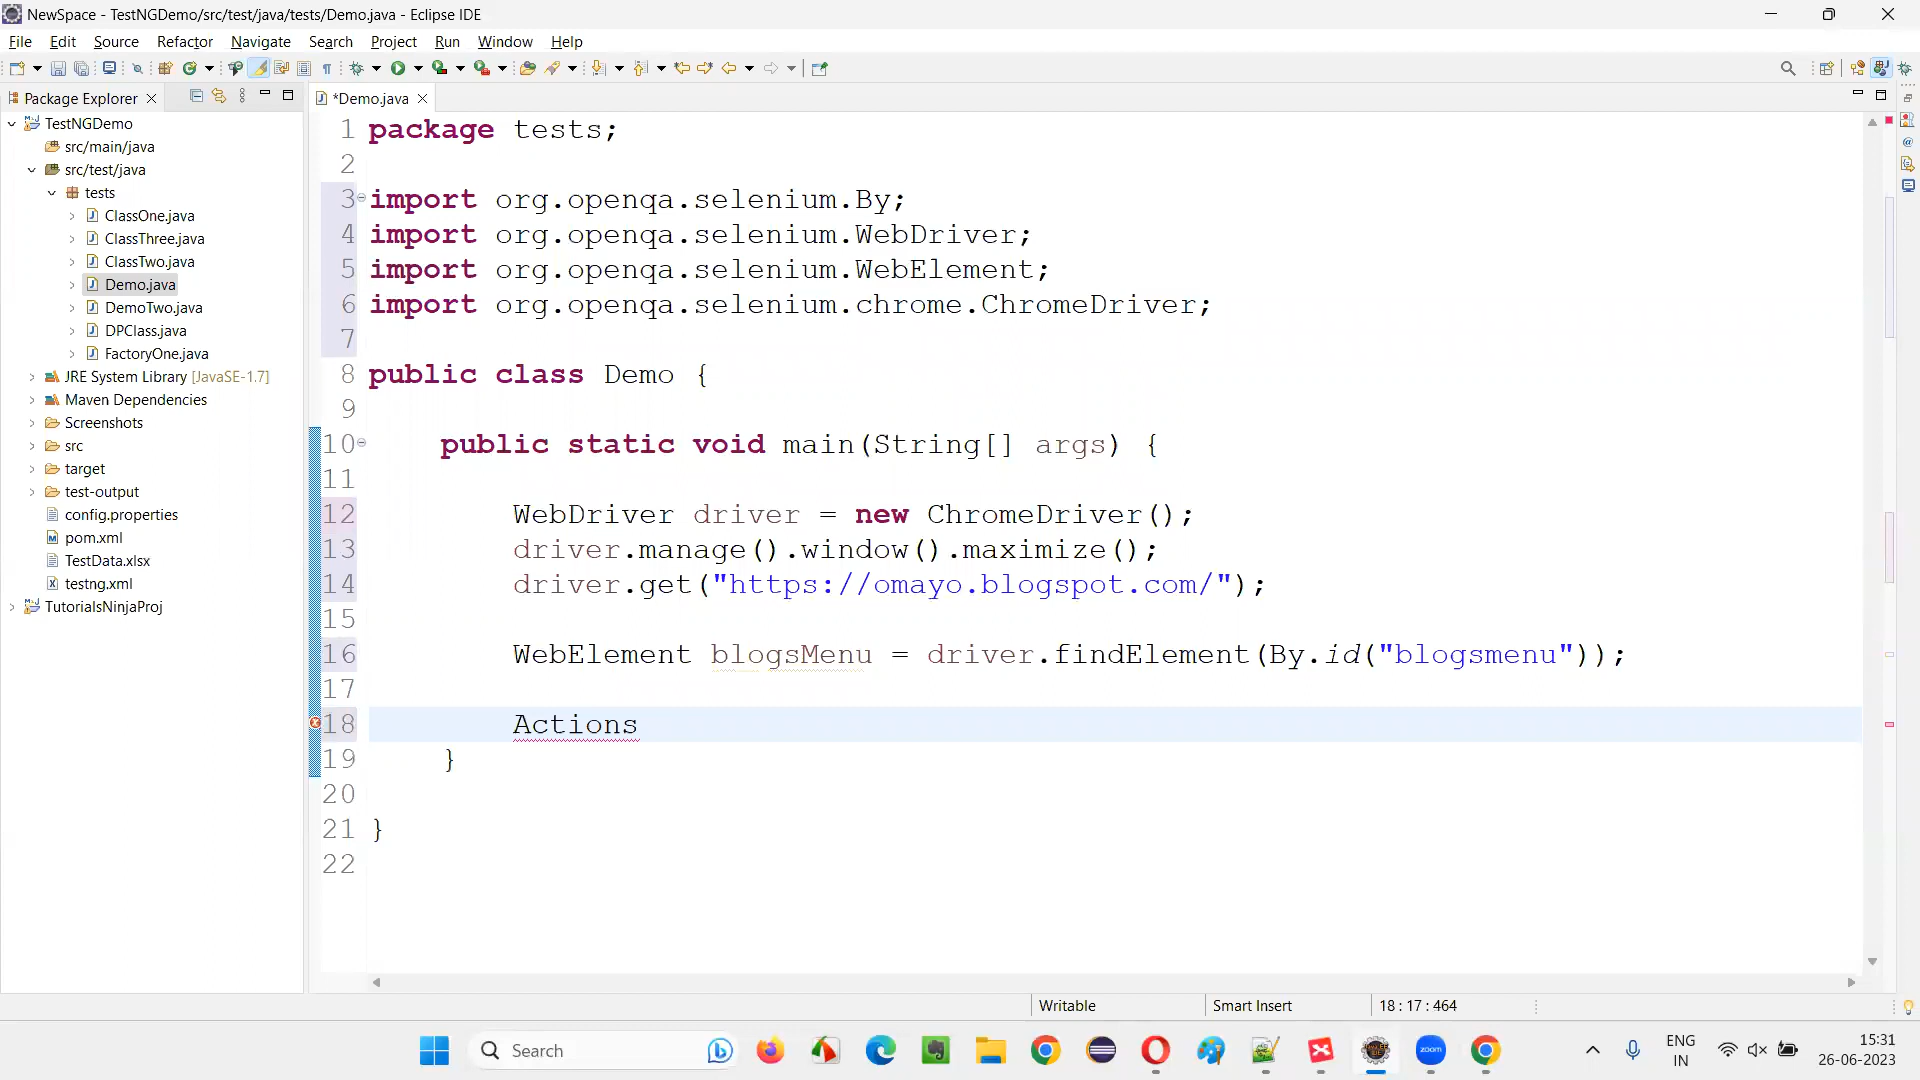 NewSpace - TestNGDemo/src/test/java/tests/Demo.java - Eclipse IDE
File Edit Source Refactor Navigate Search Project Run Window Help
Package Explorer
*Demo.java
TestNGDemo
src/main/java
src/test/java
tests
ClassOne.java
ClassThree.java
ClassTwo.java
Demo.java
DemoTwo.java
DPClass.java
FactoryOne.java
JRE System Library [JavaSE-1.7]
Maven Dependencies
Screenshots
src
target
test-output
config.properties
pom.xml
TestData.xlsx
testng.xml
TutorialsNinjaProj
1 package tests;
2
3 import org.openqa.selenium.By;
4 import org.openqa.selenium.WebDriver;
5 import org.openqa.selenium.WebElement;
6 import org.openqa.selenium.chrome.ChromeDriver;
7
8 public class Demo {
9
10 public static void main(String[] args) {
11
12 WebDriver driver = new ChromeDriver();
13 driver.manage().window().maximize();
14 driver.get("https://omayo.blogspot.com/");
15
16 WebElement blogsMenu = driver.findElement(By.id("blogsmenu"));
17
18 Actions
19 }
20
21 }
22
Writable Smart Insert 18 : 17 : 464
Search
zoom
ENG
IN
15:31
26-06-2023